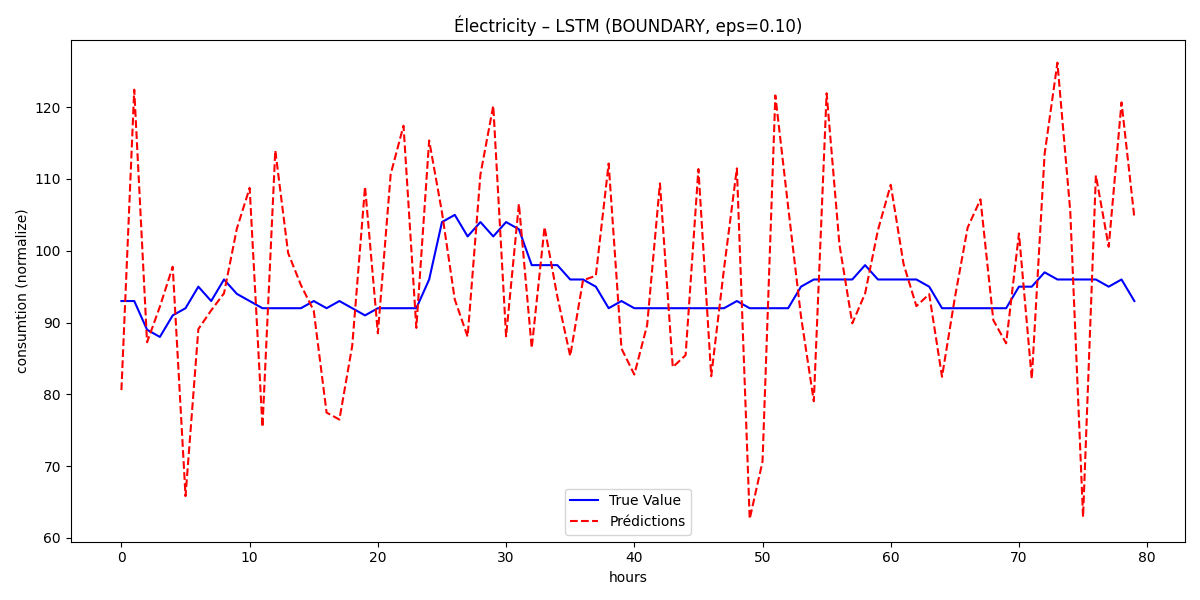 Électricity – LSTM (BOUNDARY, eps=0.10)
consumtion (normalize)
120
110
100
90
80
70
60
True Value
Prédictions
0 10 20 30 40 50 60 70 80
hours